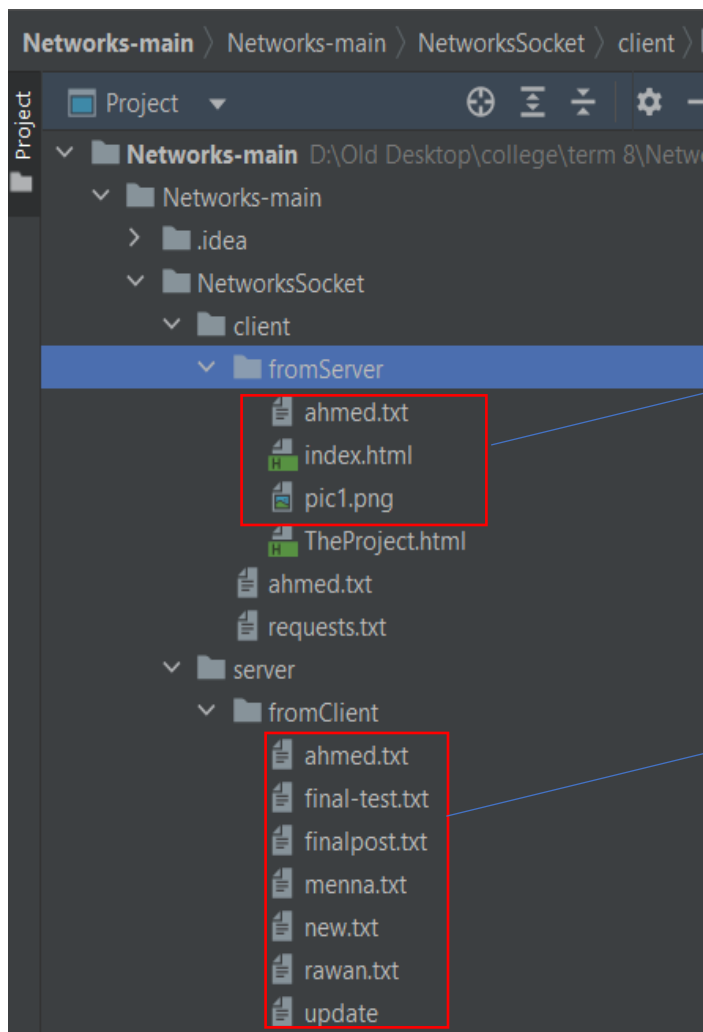 Networks-main 〉 Networks-main 〉 NetworksSocket 〉 client 〉
Project
Project
Networks-main D:\Old Desktop\college\term 8\Netwo
Networks-main
.idea
NetworksSocket
client
fromServer
ahmed.txt
index.html
pic1.png
TheProject.html
ahmed.txt
requests.txt
server
fromClient
ahmed.txt
final-test.txt
finalpost.txt
menna.txt
new.txt
rawan.txt
update